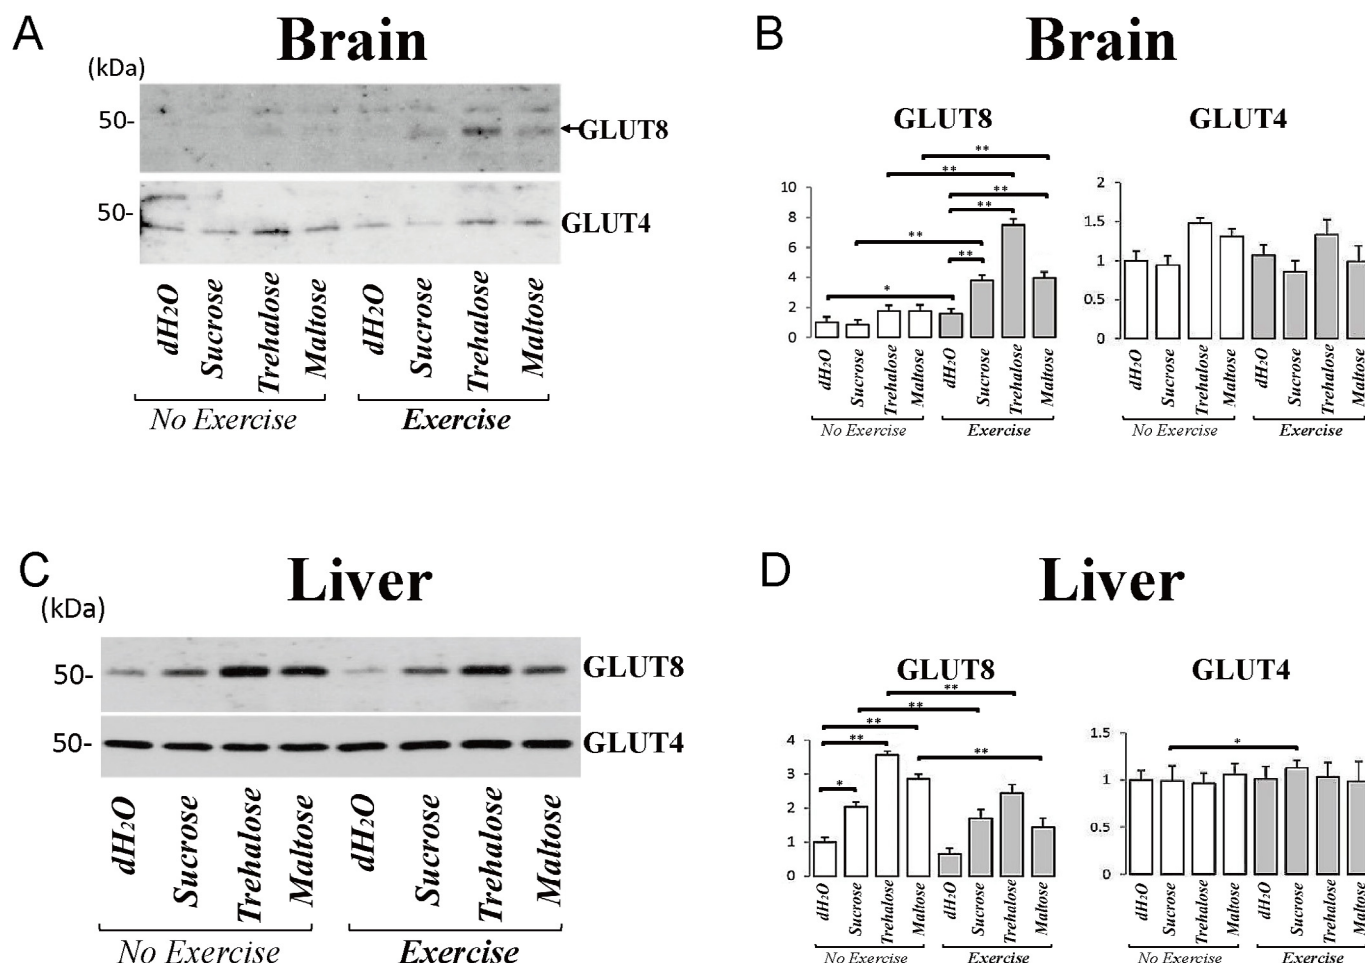 A
Brain
(kDa)
50-
GLUT8
50-
GLUT4
dH₂O
Sucrose
Trehalose
Maltose
dH₂O
Sucrose
Trehalose
Maltose
No Exercise
Exercise
B
Brain
GLUT8
**
**
**
**
**
**
*
10
8
6
4
2
0
dH₂O
Sucrose
Trehalose
Maltose
dH₂O
Sucrose
Trehalose
Maltose
No Exercise
Exercise
GLUT4
2
1.5
1
0.5
0
dH₂O
Sucrose
Trehalose
Maltose
dH₂O
Sucrose
Trehalose
Maltose
No Exercise
Exercise
C
Liver
(kDa)
50-
GLUT8
50-
GLUT4
dH₂O
Sucrose
Trehalose
Maltose
dH₂O
Sucrose
Trehalose
Maltose
No Exercise
Exercise
D
Liver
GLUT8
**
**
**
**
**
*
4
3
2
1
0
dH₂O
Sucrose
Trehalose
Maltose
dH₂O
Sucrose
Trehalose
Maltose
No Exercise
Exercise
GLUT4
*
1.5
1
0.5
0
dH₂O
Sucrose
Trehalose
Maltose
dH₂O
Sucrose
Trehalose
Maltose
No Exercise
Exercise